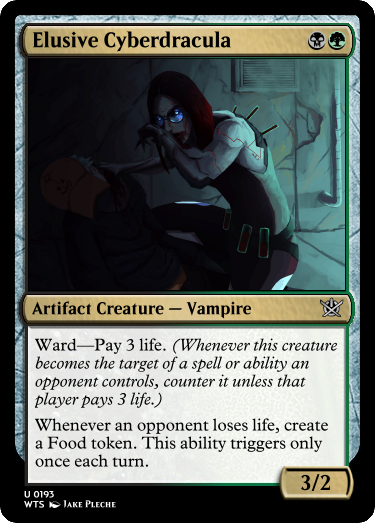 Elusive Cyberdracula
Artifact Creature — Vampire
Ward—Pay 3 life. (Whenever this creature
becomes the target of a spell or ability an
opponent controls, counter it unless that
player pays 3 life.)
Whenever an opponent loses life, create
a Food token. This ability triggers only
once each turn.
3/2
U 0193
WTS Jake Pleche